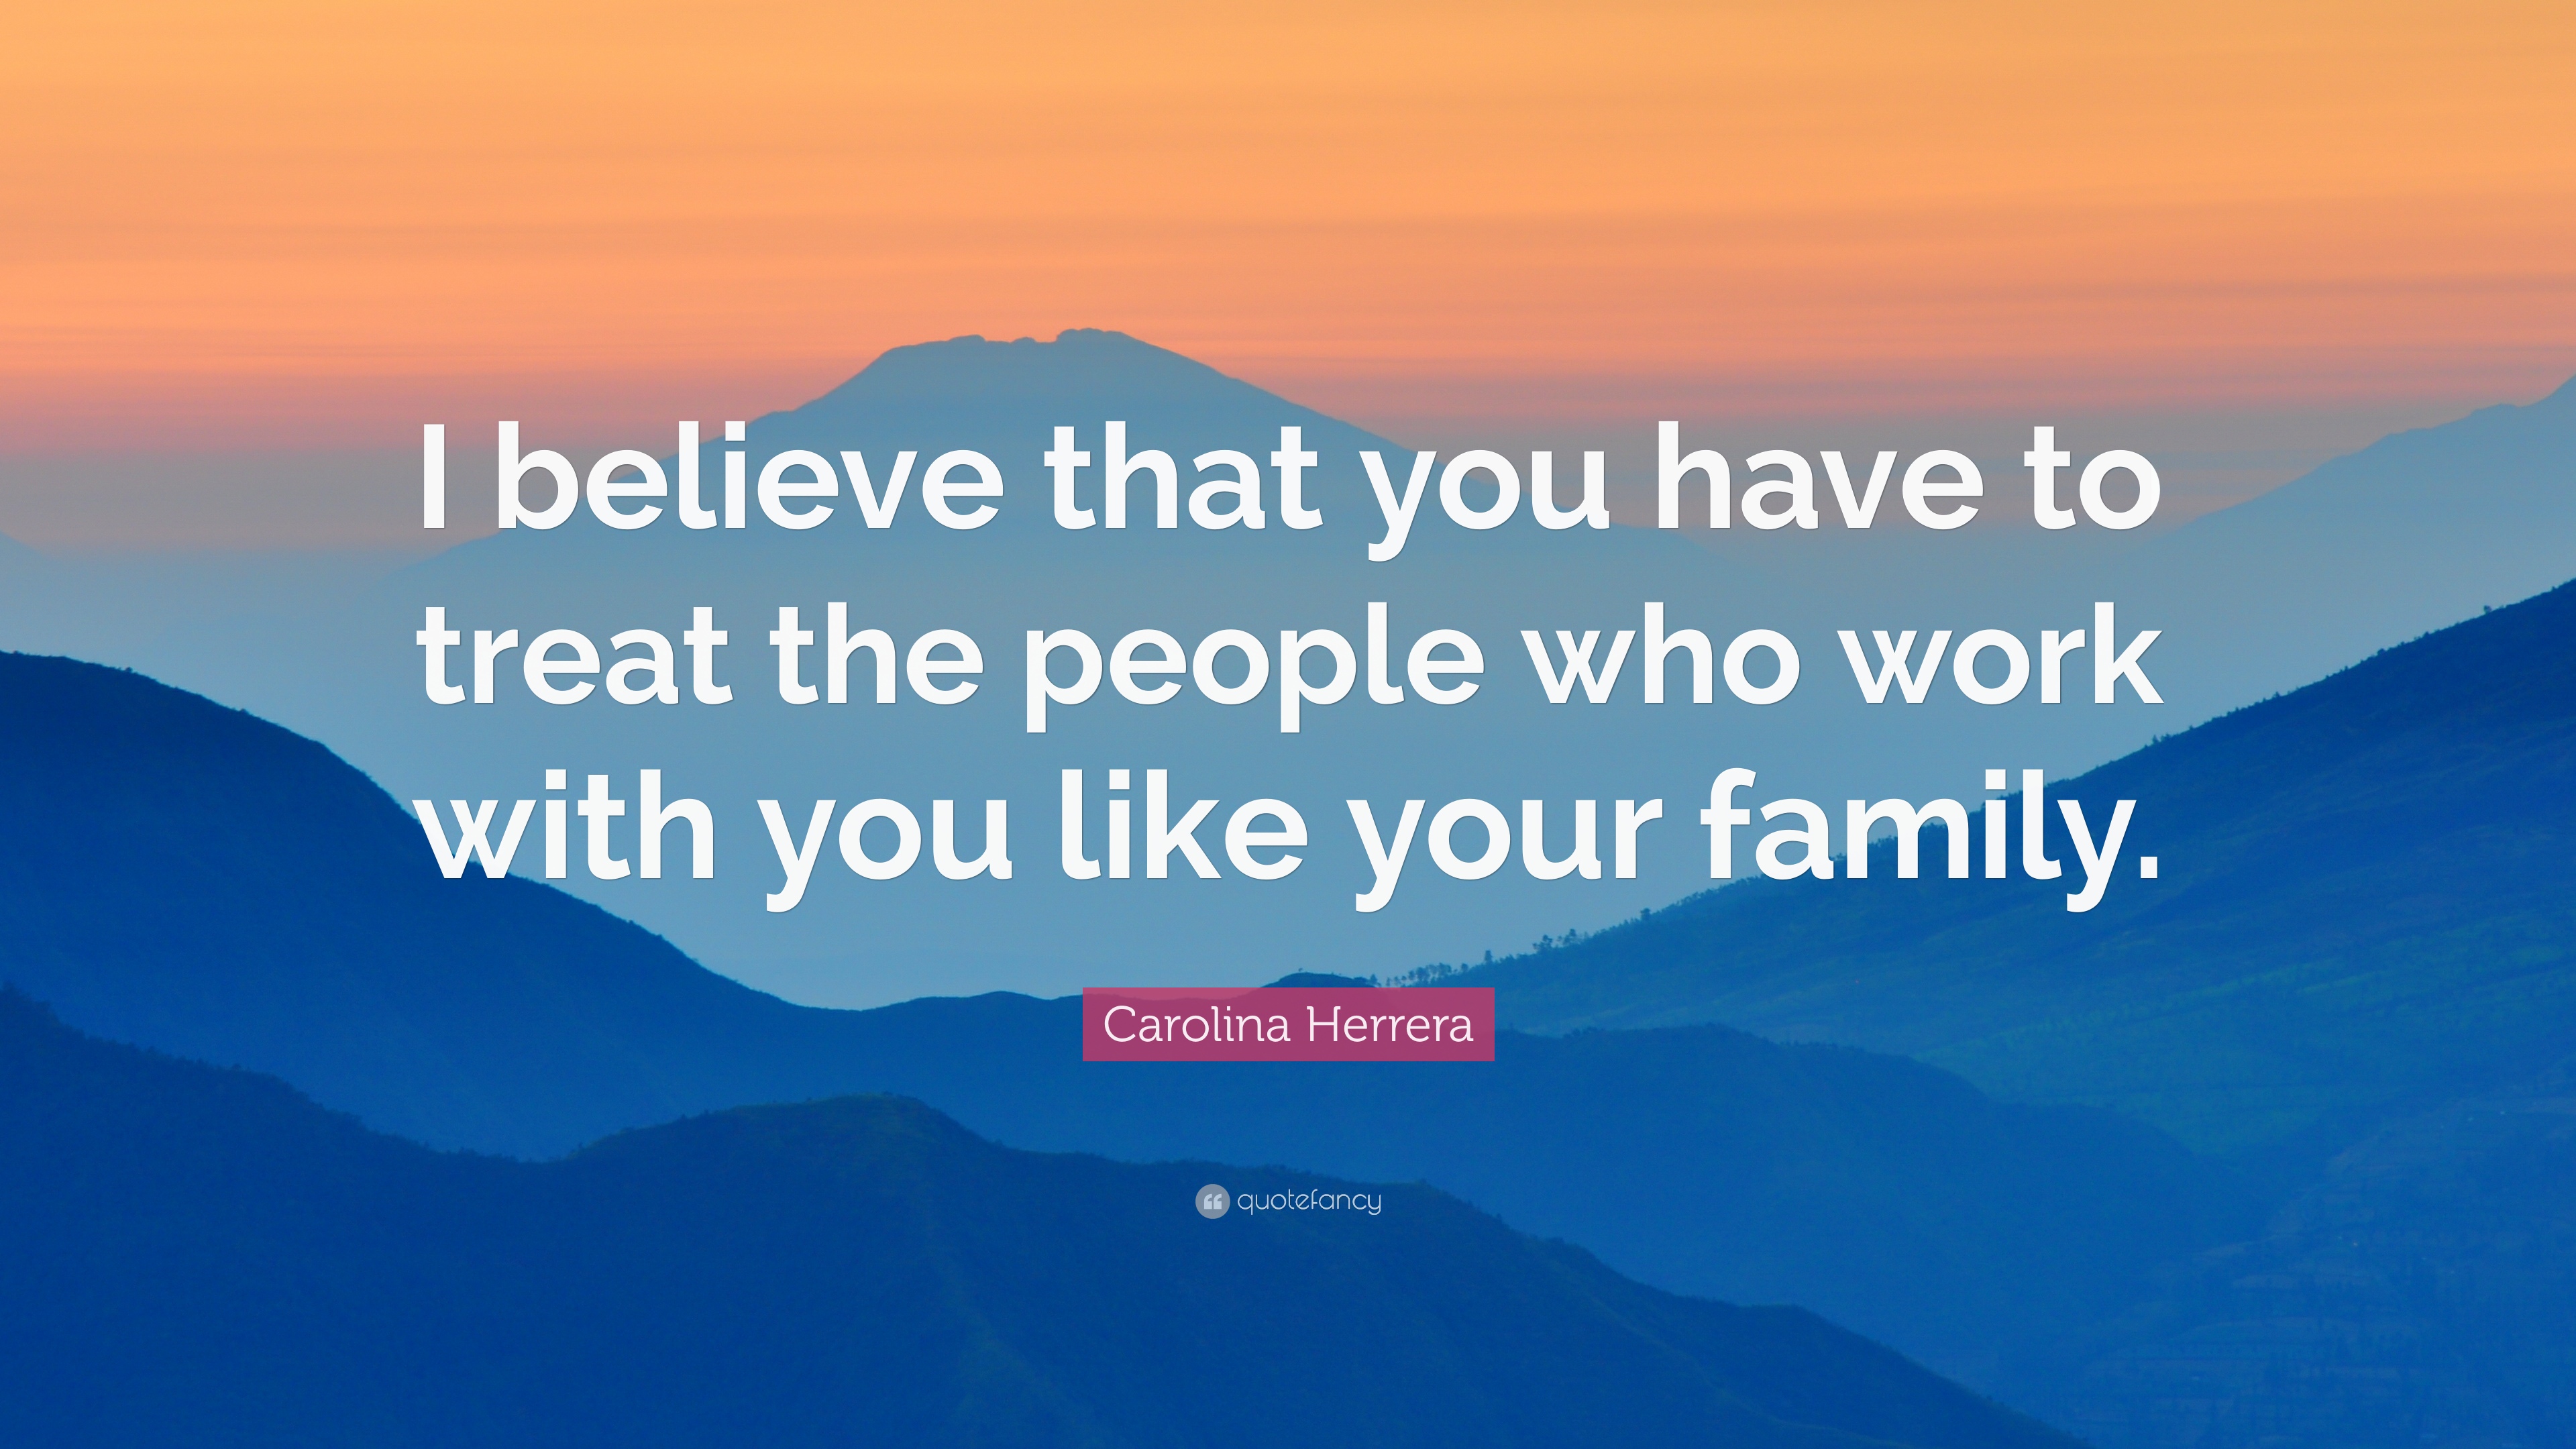 I believe that you have to
treat the people who work
with you like your family.
Carolina Herrera
quotefancy